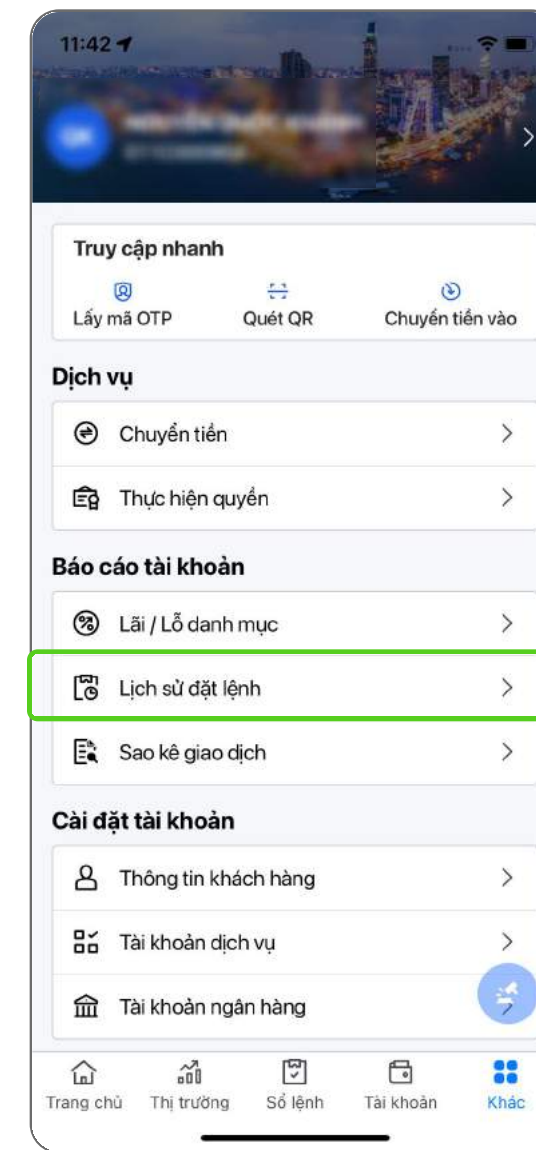 11:42
Truy cập nhanh
Lấy mã OTP Quét QR Chuyển tiền vào
Dịch vụ
Chuyển tiền
Thực hiện quyền
Báo cáo tài khoản
Lãi / Lỗ danh mục
Lịch sử đặt lệnh
Sao kê giao dịch
Cài đặt tài khoản
Thông tin khách hàng
Tài khoản dịch vụ
Tài khoản ngân hàng
Trang chủ Thị trường Sổ lệnh Tài khoản Khác